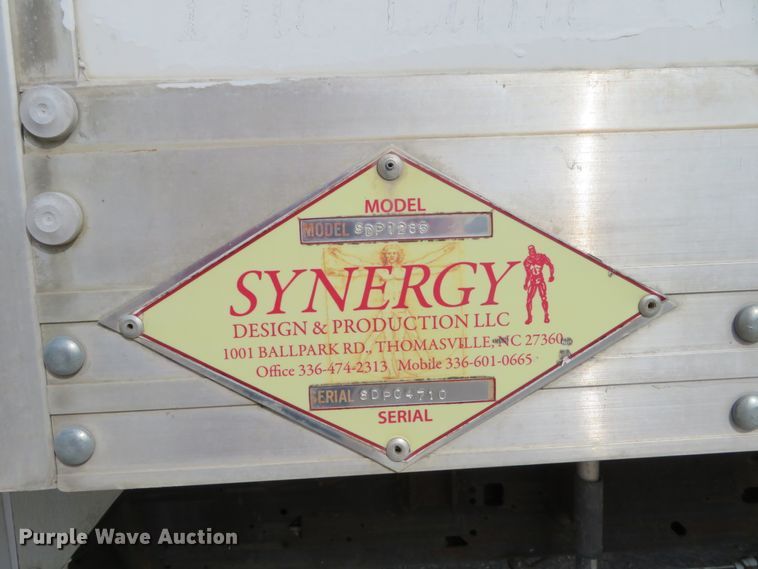 MODEL
MODEL SDP1285
SYNERGY
DESIGN & PRODUCTION LLC
1001 BALLPARK RD., THOMASVILLE, NC 27360
Office 336-474-2313 Mobile 336-601-0665
SERIAL SDP04710
SERIAL
Purple Wave Auction